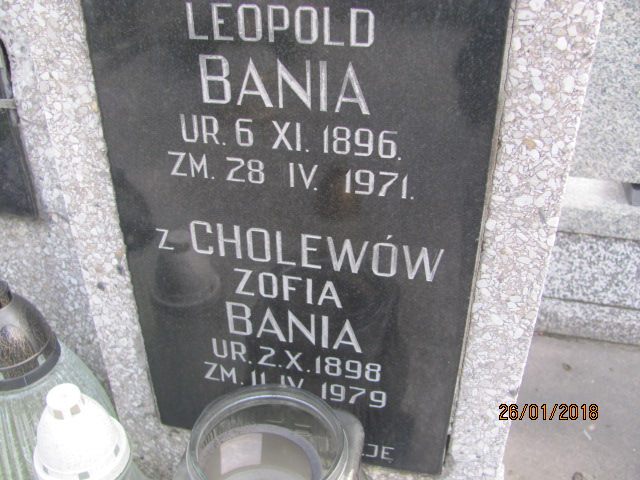 LEOPOLD
BANIA
UR. 6 XI. 1896.
ZM. 28 IV. 1971.
z CHOLEWÓW
ZOFIA
BANIA
UR. 2.X.1898
ZM. 11.IV.1979
26/01/2018